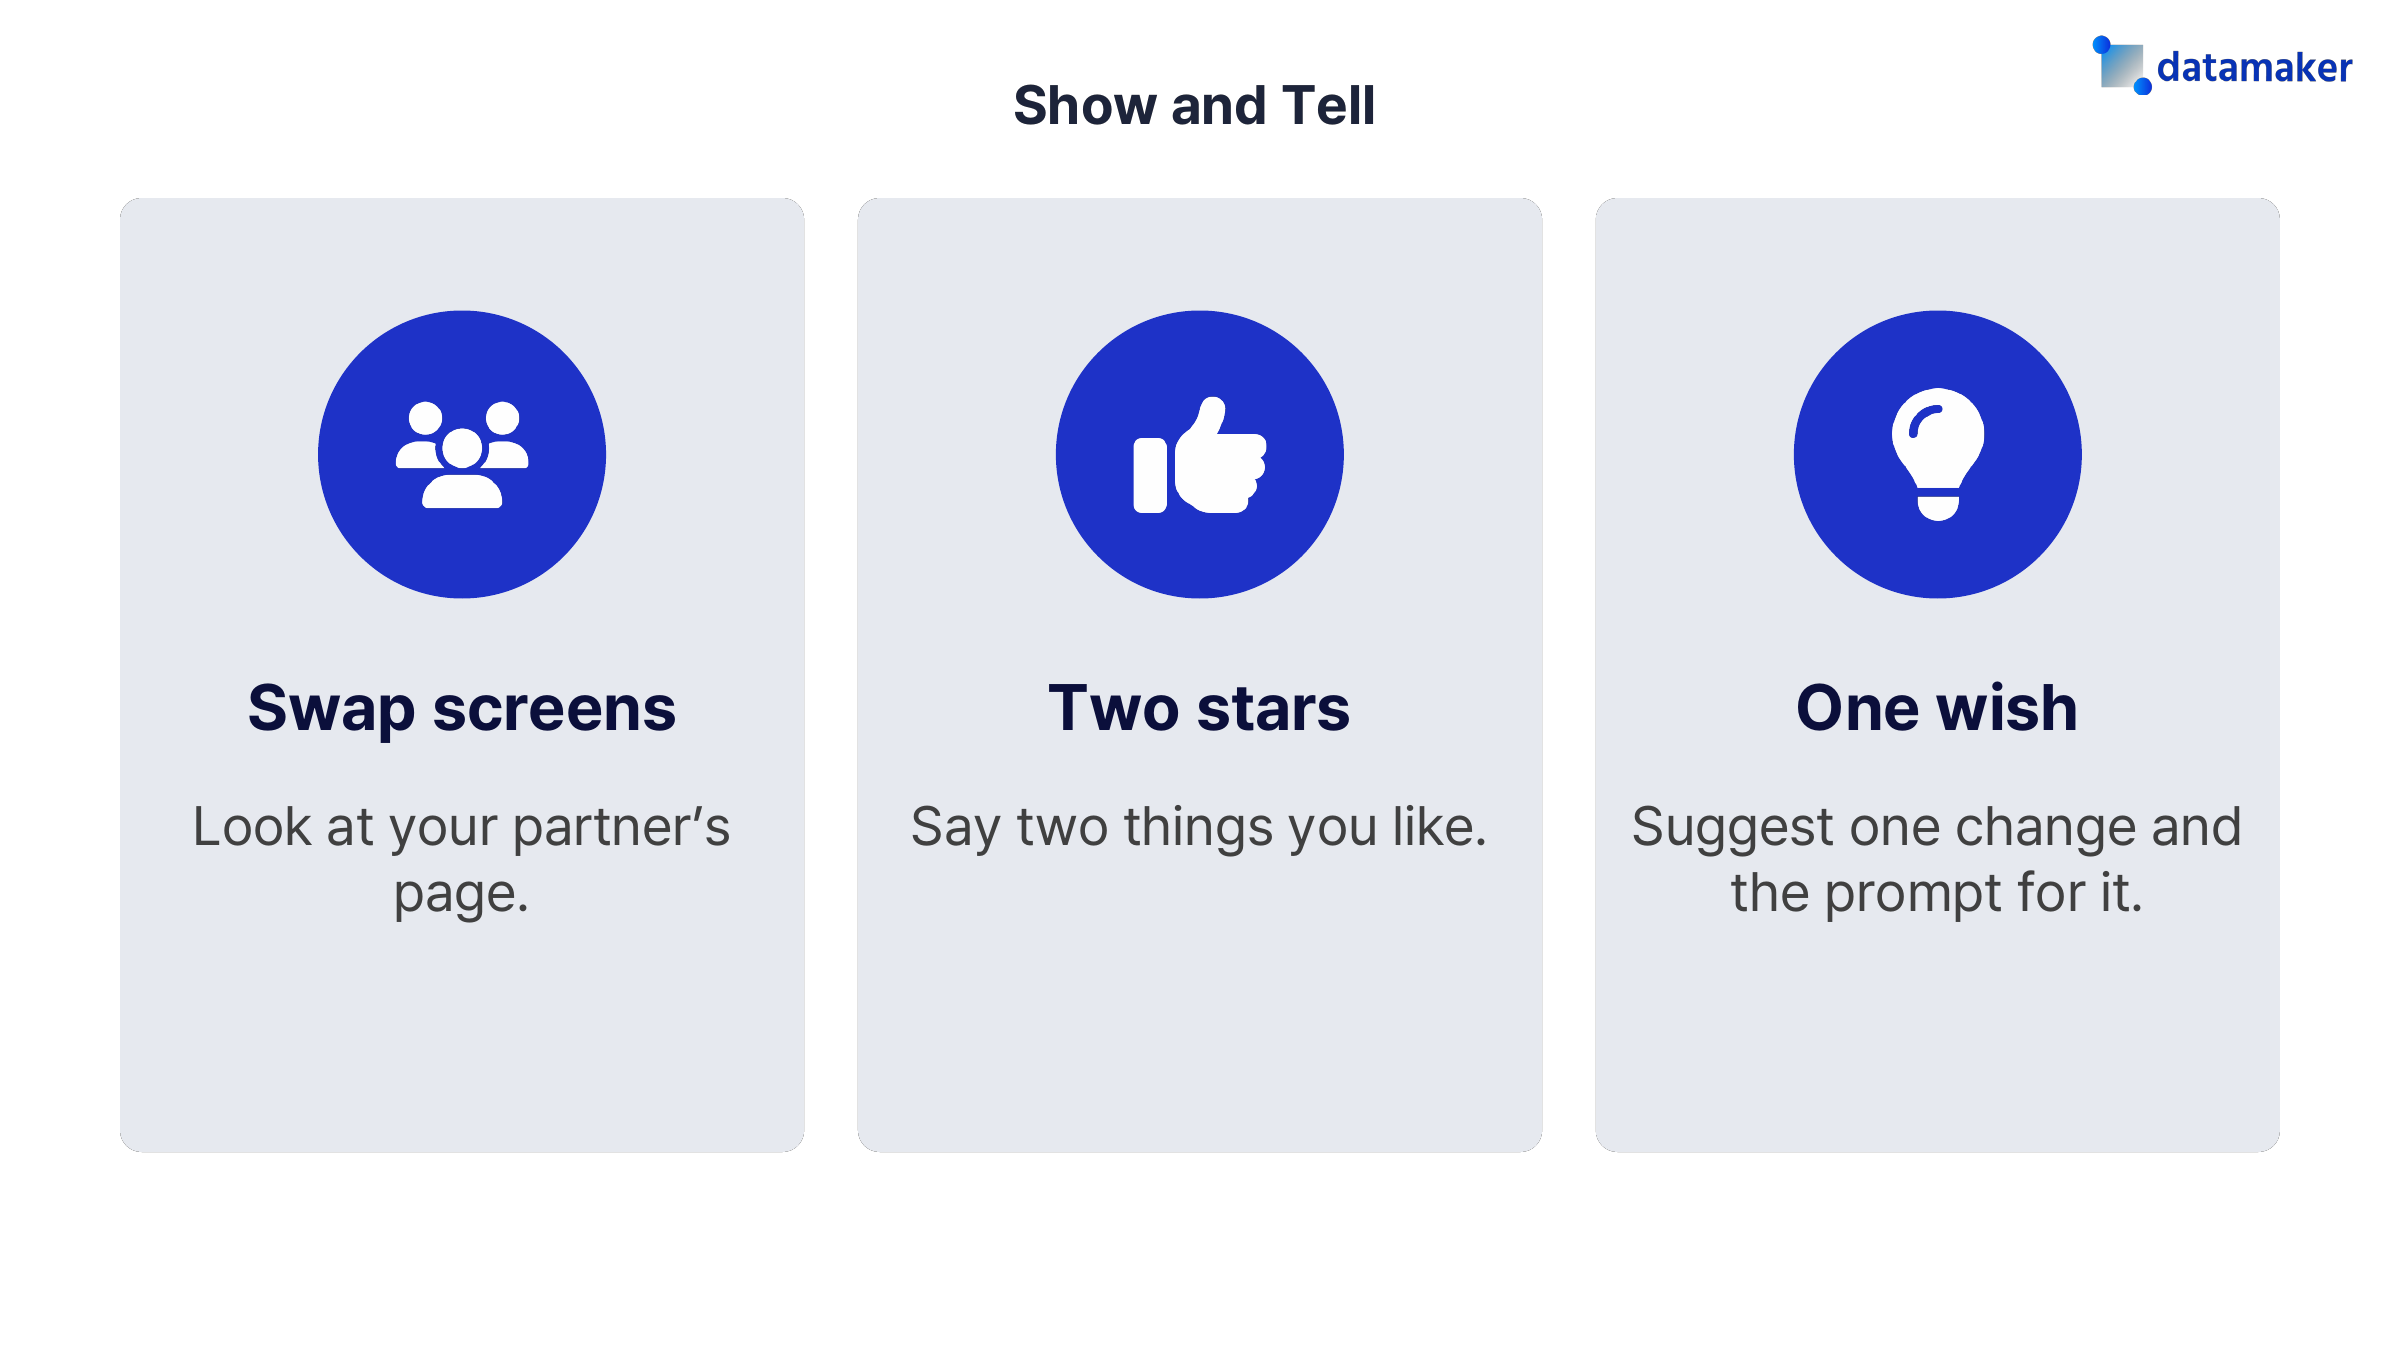 datamaker
Show and Tell
Swap screens
Look at your partner’s
page.
Two stars
Say two things you like.
One wish
Suggest one change and
the prompt for it.